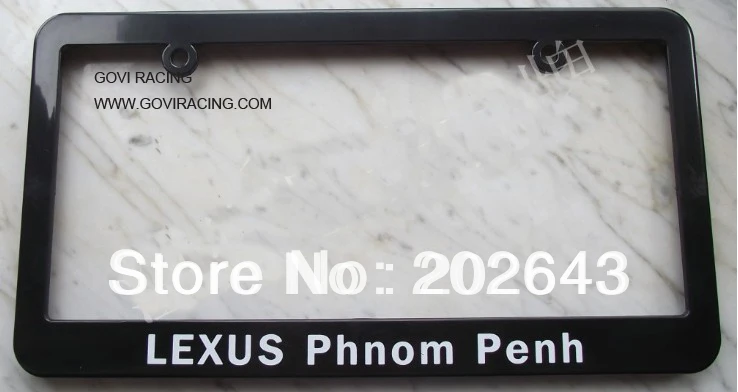 GOVI RACING
WWW.GOVIRACING.COM
Store No: 202643
LEXUS Phnom Penh